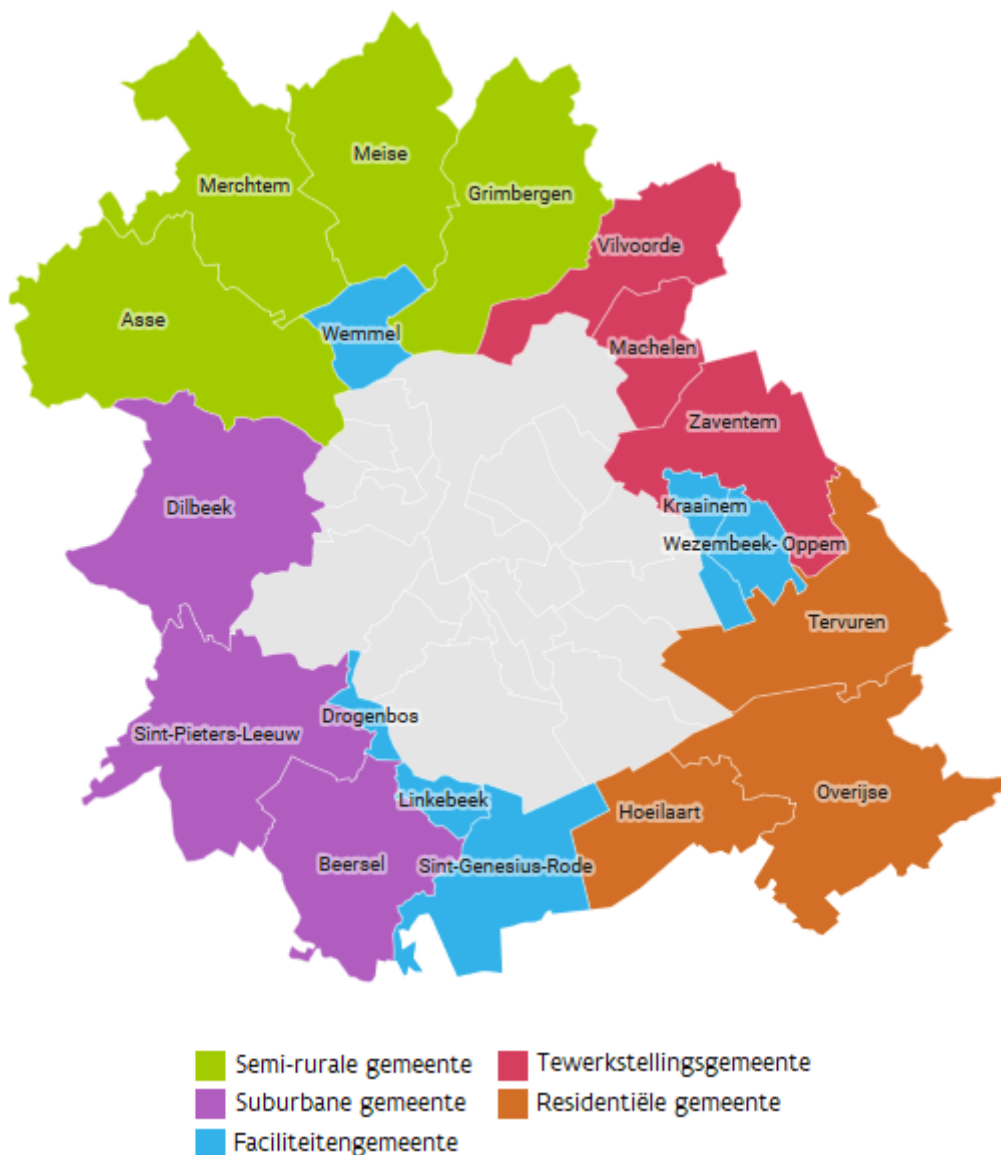 Meise
Merchtem
Grimbergen
Vilvoorde
Asse
Wemmel
Machelen
Zaventem
Dilbeek
Kraainem
Wezembeek- Oppem
Tervuren
Drogenbos
Sint-Pieters-Leeuw
Overijse
Linkebeek
Hoeilaart
Beersel
Sint-Genesius-Rode
Semi-rurale gemeente
Tewerkstellingsgemeente
Suburbane gemeente
Residentiële gemeente
Faciliteitengemeente